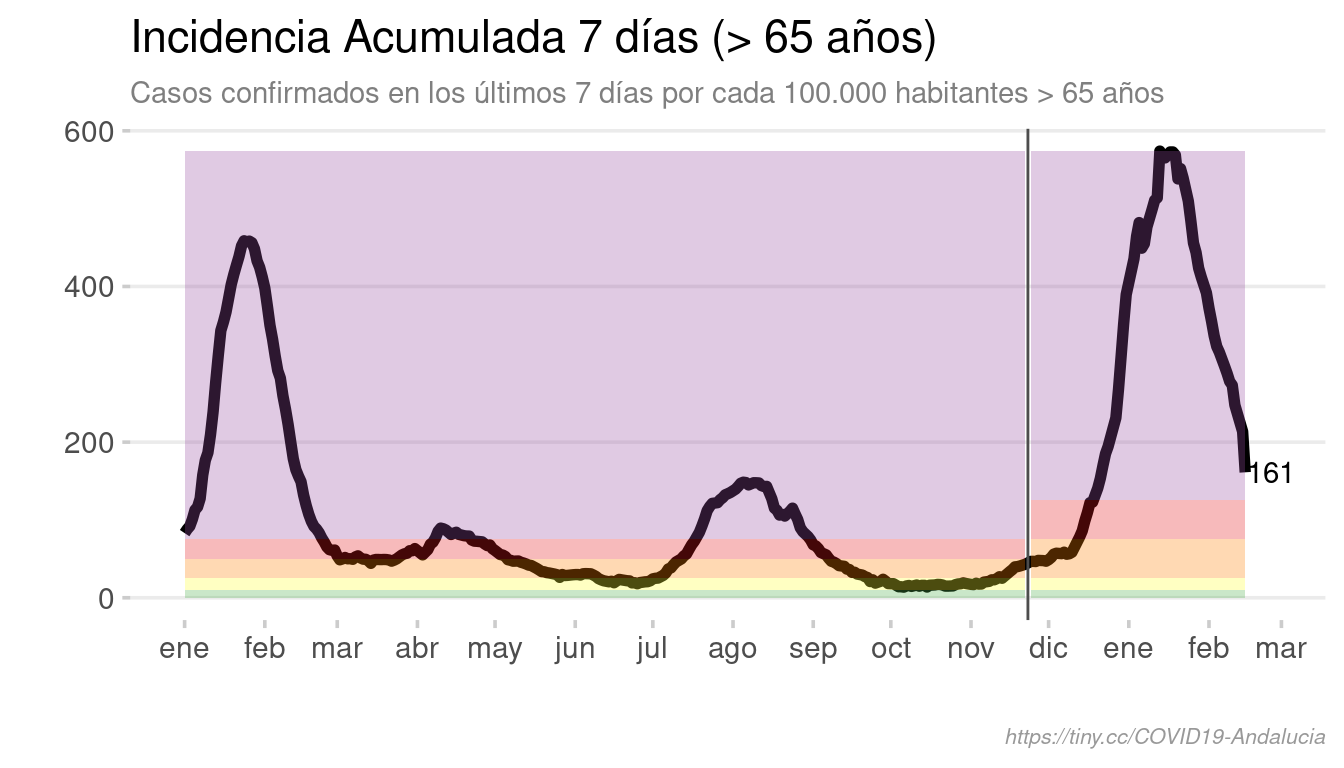 Incidencia Acumulada 7 días (> 65 años)
Casos confirmados en los últimos 7 días por cada 100.000 habitantes > 65 años
600
400
200
0
161
ene feb mar abr may jun jul ago sep oct nov dic ene feb mar
https://tiny.cc/COVID19-Andalucia